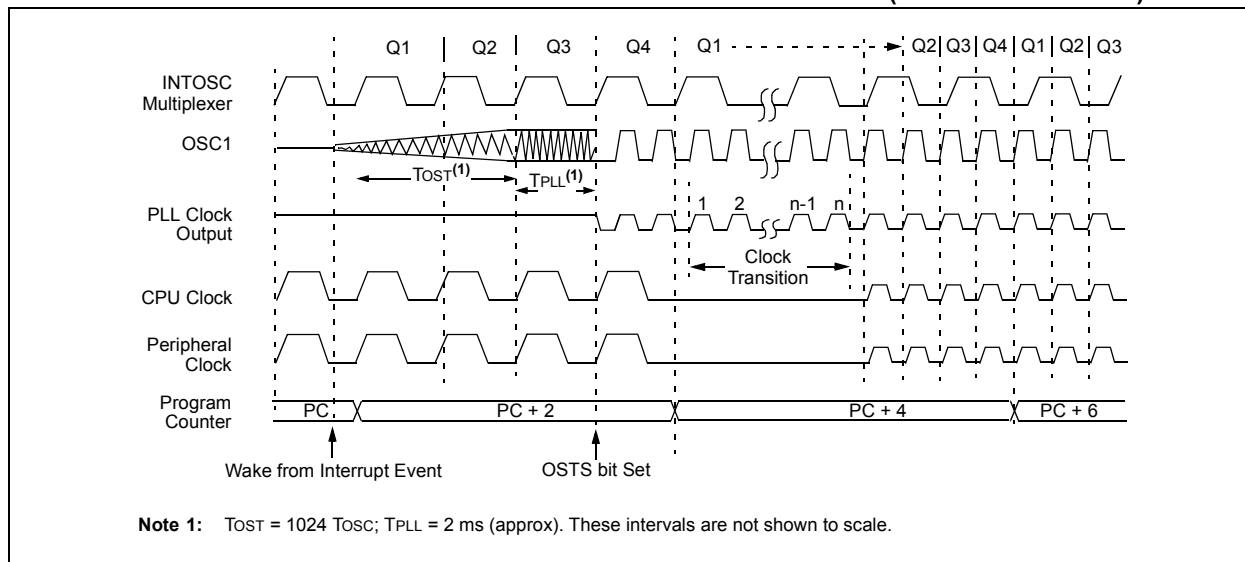 Q1 Q2 Q3 Q4 Q1 Q2 Q3 Q4 Q1 Q2 Q3
INTOSC
Multiplexer
OSC1
TOST(1)
TPLL(1)
1 2 n-1 n
PLL Clock
Output
Clock
Transition
CPU Clock
Peripheral
Clock
Program
Counter
PC PC + 2 PC + 4 PC + 6
Wake from Interrupt Event OSTS bit Set
Note 1: TOST = 1024 TOSC; TPLL = 2 ms (approx). These intervals are not shown to scale.